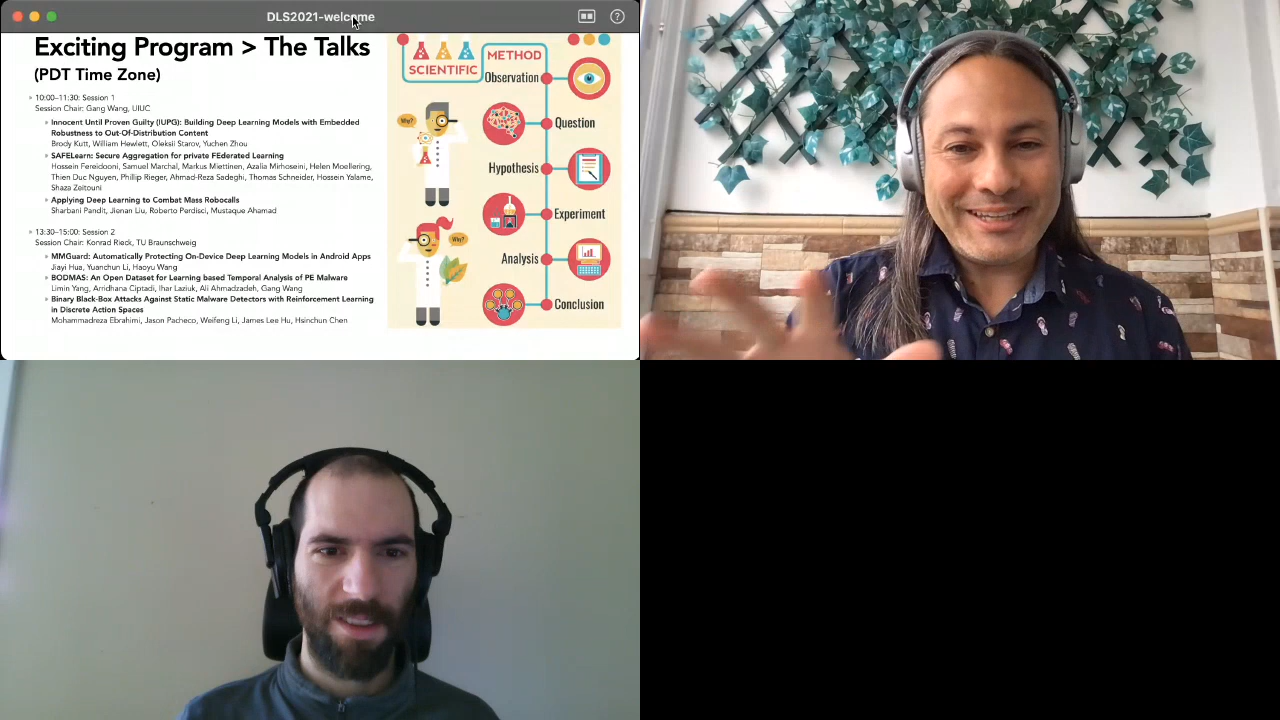 DLS2021-welcome
Exciting Program > The Talks
(PDT Time Zone)
10:00–11:30: Session 1
Session Chair: Gang Wang, UIUC
Innocent Until Proven Guilty (IUPG): Building Deep Learning Models with Embedded
Robustness to Out-Of-Distribution Content
Brody Kutt, William Hewlett, Oleksii Starov, Yuchen Zhou
SAFELearn: Secure Aggregation for private FEderated Learning
Hossein Fereidooni, Samuel Marchal, Markus Miettinen, Azalia Mirhoseini, Helen Moellering,
Thien Duc Nguyen, Phillip Rieger, Ahmad-Reza Sadeghi, Thomas Schneider, Hossein Yalame,
Shaza Zeitouni
Applying Deep Learning to Combat Mass Robocalls
Sharbani Pandit, Jienan Liu, Roberto Perdisci, Mustaque Ahamad
13:30–15:00: Session 2
Session Chair: Konrad Rieck, TU Braunschweig
MMGuard: Automatically Protecting On-Device Deep Learning Models in Android Apps
Jiayi Hua, Yuanchun Li, Haoyu Wang
BODMAS: An Open Dataset for Learning based Temporal Analysis of PE Malware
Limin Yang, Arridhana Ciptadi, Ihar Laziuk, Ali Ahmadzadeh, Gang Wang
Binary Black-Box Attacks Against Static Malware Detectors with Reinforcement Learning
in Discrete Action Spaces
Mohammadreza Ebrahimi, Jason Pacheco, Weifeng Li, James Lee Hu, Hsinchun Chen
SCIENTIFIC
METHOD
Observation
Why?
Question
Hypothesis
Experiment
Why?
Analysis
Conclusion